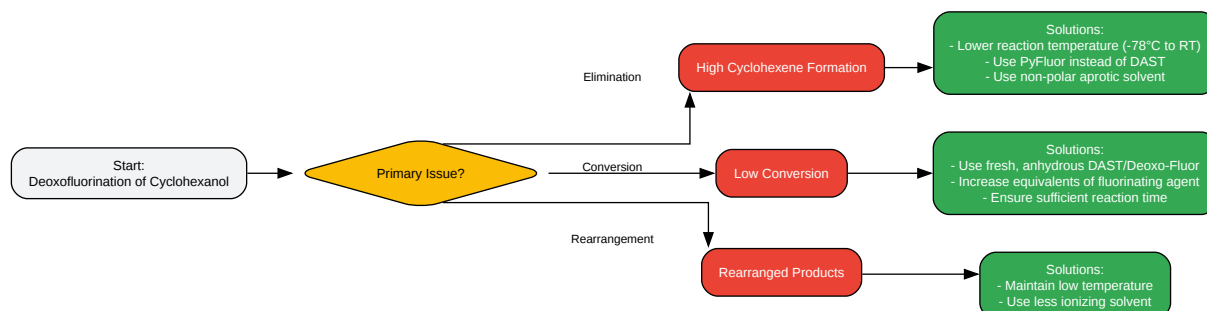 Start:
Deoxofluorination of Cyclohexanol
Primary Issue?
Elimination
High Cyclohexene Formation
Solutions:
- Lower reaction temperature (-78°C to RT)
- Use PyFluor instead of DAST
- Use non-polar aprotic solvent
Conversion
Low Conversion
Solutions:
- Use fresh, anhydrous DAST/Deoxo-Fluor
- Increase equivalents of fluorinating agent
- Ensure sufficient reaction time
Rearrangement
Rearranged Products
Solutions:
- Maintain low temperature
- Use less ionizing solvent